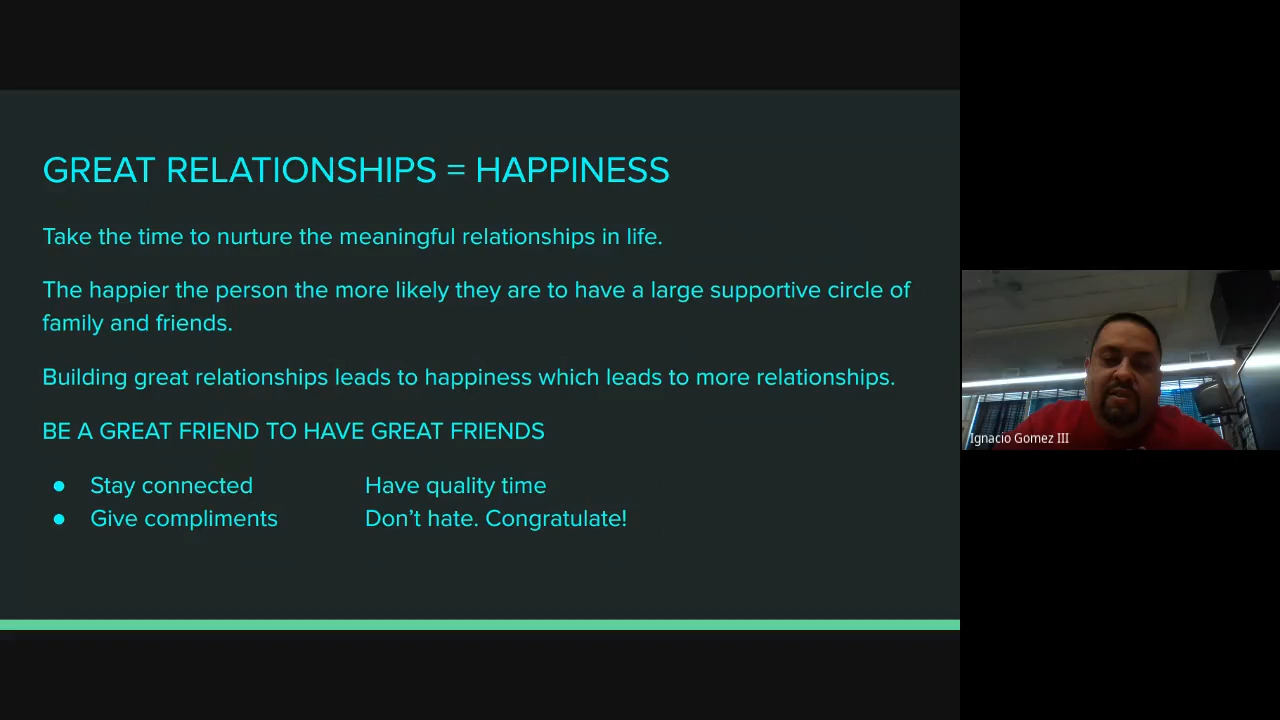 GREAT RELATIONSHIPS = HAPPINESS
Take the time to nurture the meaningful relationships in life.
The happier the person the more likely they are to have a large supportive circle of
family and friends.
Building great relationships leads to happiness which leads to more relationships.
BE A GREAT FRIEND TO HAVE GREAT FRIENDS
● Stay connected Have quality time
● Give compliments Don’t hate. Congratulate!
Ignacio Gomez III